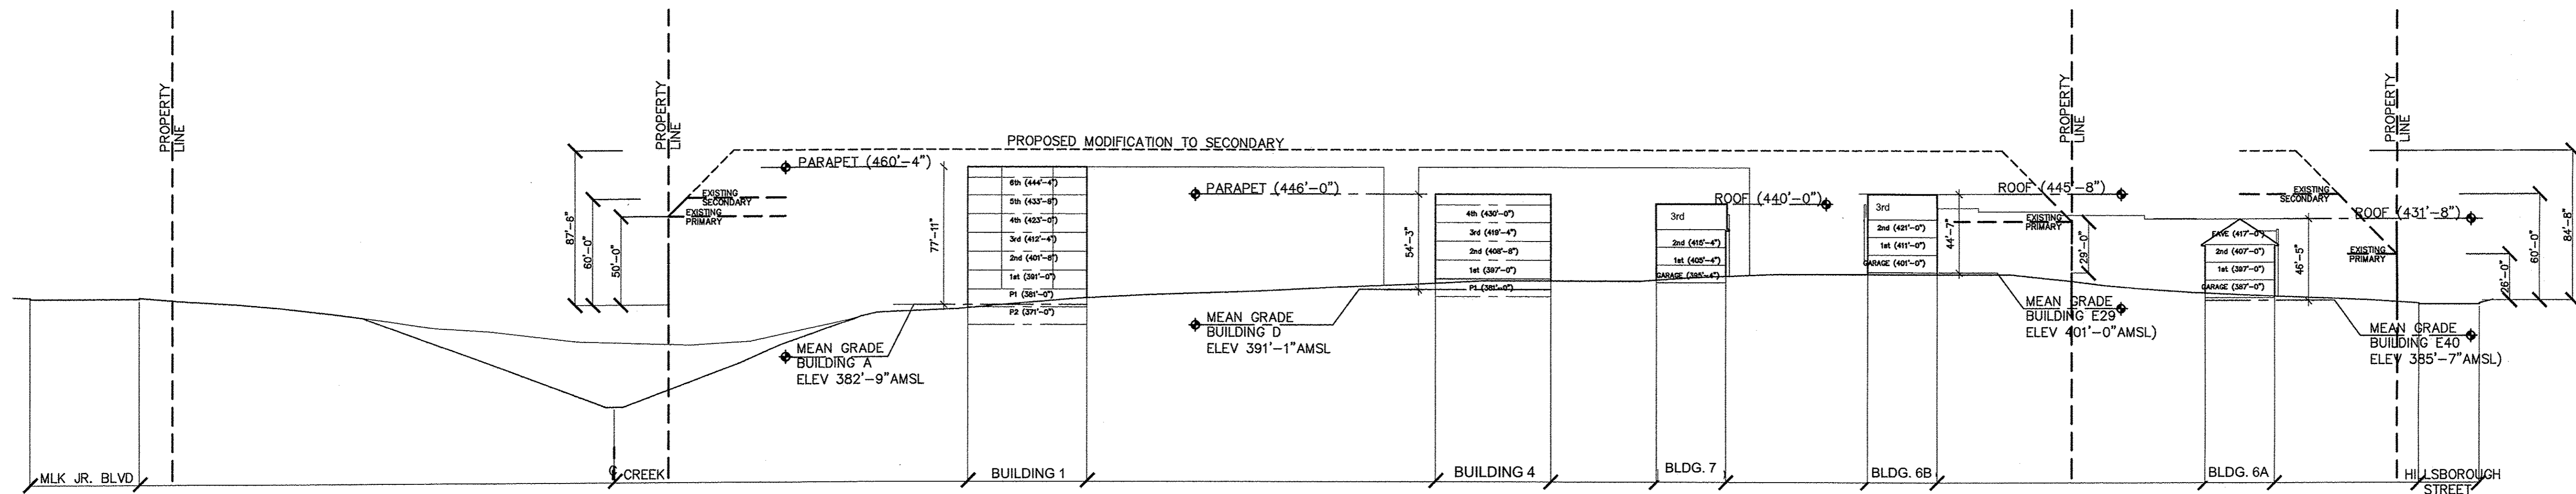 PROPERTY
LINE
PROPERTY
LINE
PROPERTY
LINE
PROPERTY
LINE
PROPOSED MODIFICATION TO SECONDARY
87'-6"
60'-0"
50'-0"
EXISTING
SECONDARY
EXISTING
PRIMARY
PARAPET (460'-4")
77'-11"
6th (444'-4")
5th (433'-8")
4th (423'-0")
3rd (412'-4")
2nd (401'-8")
1st (391'-0")
P1 (381'-0")
P2 (371'-0")
MEAN GRADE
BUILDING A
ELEV 382'-9"AMSL
PARAPET (446'-0")
MEAN GRADE
BUILDING D
ELEV 391'-1"AMSL
54'-3"
4th (430'-0")
3rd (419'-4")
2nd (408'-8")
1st (397'-0")
P1 (381'-0")
ROOF (440'-0")
3rd
2nd (415'-4")
1st (405'-4")
GARAGE (395'-4")
3rd
2nd (421'-0")
1st (411'-0")
GARAGE (401'-0")
44'-7"
ROOF (445'-8")
EXISTING
PRIMARY
29'-0"
MEAN GRADE
BUILDING E29
ELEV 401'-0"AMSL)
EAVE (417'-0")
2nd (407'-0")
1st (397'-0")
GARAGE (387'-0")
46'-5"
EXISTING
SECONDARY
EXISTING
PRIMARY
ROOF (431'-8")
26'-0"
60'-0"
84'-8"
MEAN GRADE
BUILDING E40
ELEV 385'-7"AMSL)
MLK JR. BLVD
CREEK
BUILDING 1
BUILDING 4
BLDG. 7
BLDG. 6B
BLDG. 6A
HILLSBOROUGH
STREET